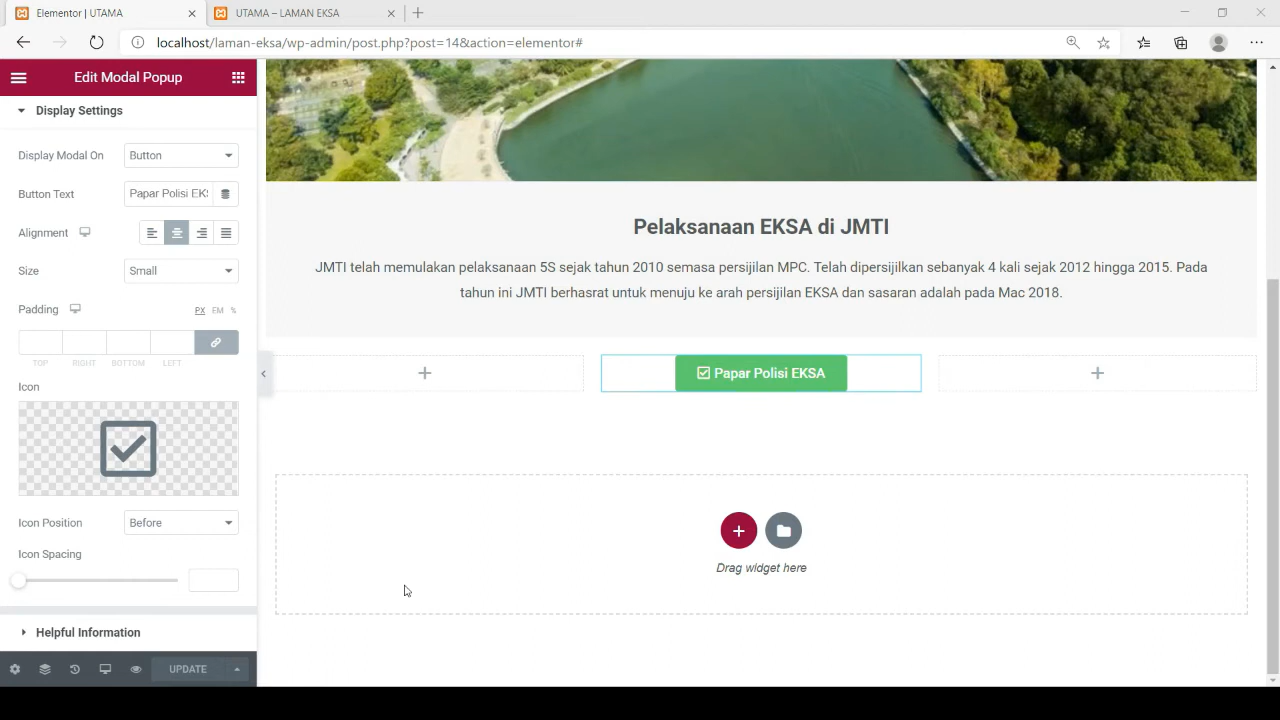 Elementor | UTAMA
UTAMA – LAMAN EKSA
localhost/laman-eksa/wp-admin/post.php?post=14&action=elementor#
Edit Modal Popup
Display Settings
Display Modal On
Button
Button Text
Papar Polisi EKS
Alignment
Size
Small
Padding
PX EM %
TOP RIGHT BOTTOM LEFT
Icon
Icon Position
Before
Icon Spacing
Helpful Information
UPDATE
Pelaksanaan EKSA di JMTI
JMTI telah memulakan pelaksanaan 5S sejak tahun 2010 semasa persijilan MPC. Telah dipersijilkan sebanyak 4 kali sejak 2012 hingga 2015. Pada
tahun ini JMTI berhasrat untuk menuju ke arah persijilan EKSA dan sasaran adalah pada Mac 2018.
Papar Polisi EKSA
Drag widget here